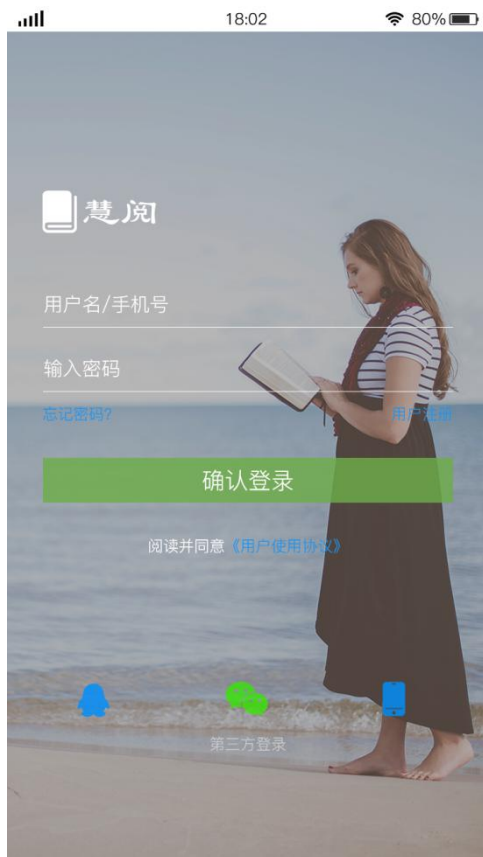 18:02
80%
慧阅
用户名/手机号
输入密码
忘记密码?
用户注册
确认登录
阅读并同意《用户使用协议》
第三方登录